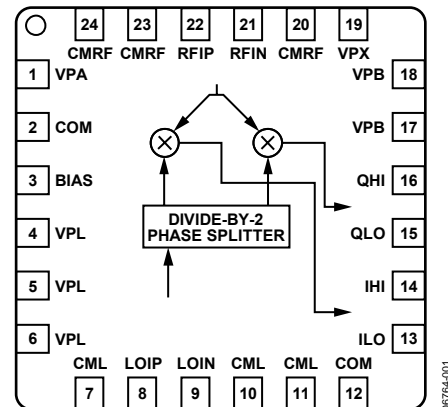 24 23 22 21 20 19
CMRF CMRF RFIP RFIN CMRF VPX
1 VPA
VPB 18
2 COM
VPB 17
3 BIAS
QHI 16
4 VPL
DIVIDE-BY-2
PHASE SPLITTER
QLO 15
5 VPL
IHI 14
6 VPL
ILO 13
CML LOIP LOIN CML CML COM
7 8 9 10 11 12